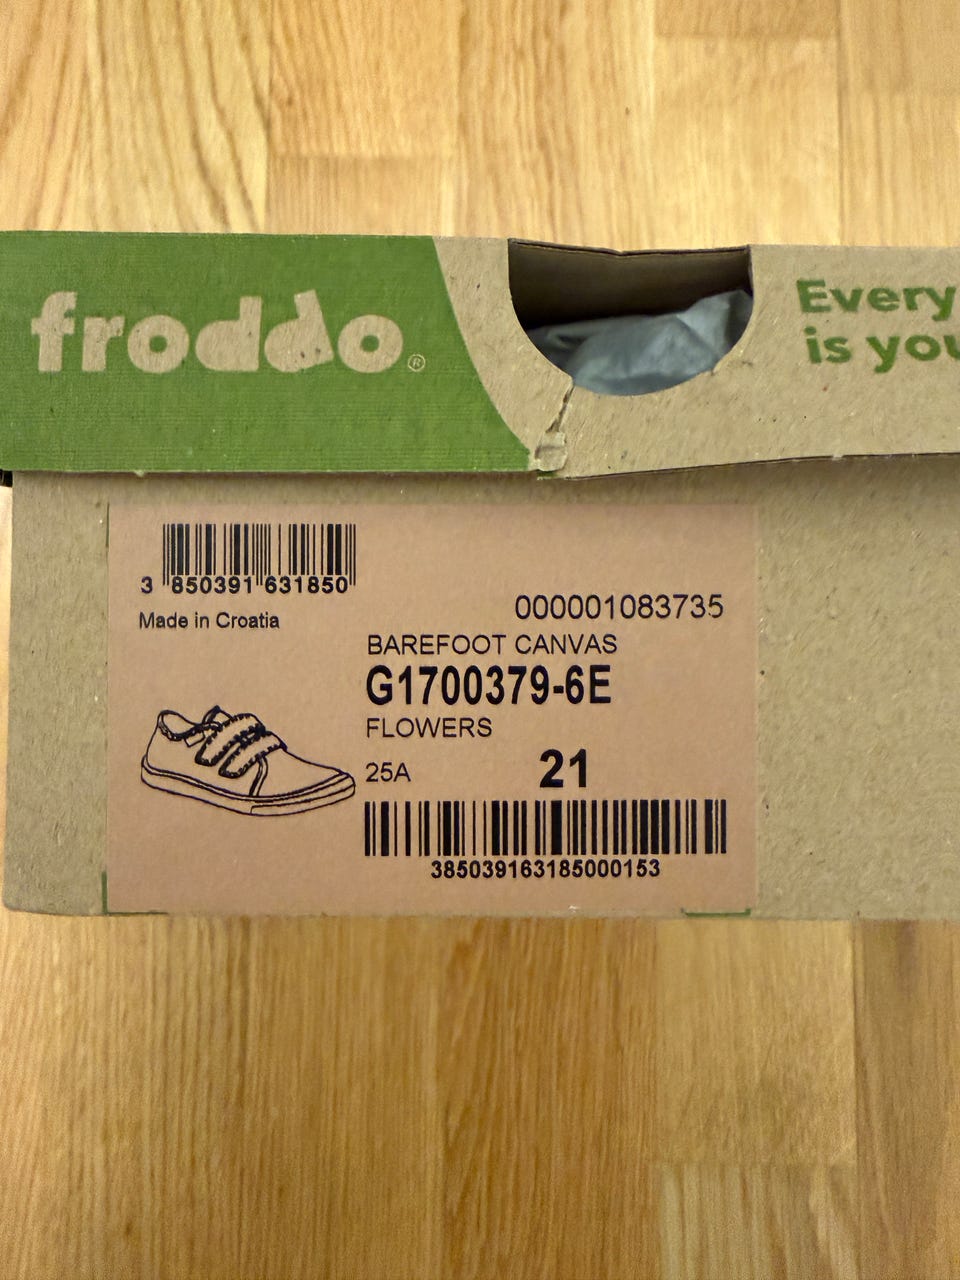 froddo®
Every
is you
3 850391 631850
Made in Croatia
000001083735
BAREFOOT CANVAS
G1700379-6E
FLOWERS
25A 21
385039163185000153